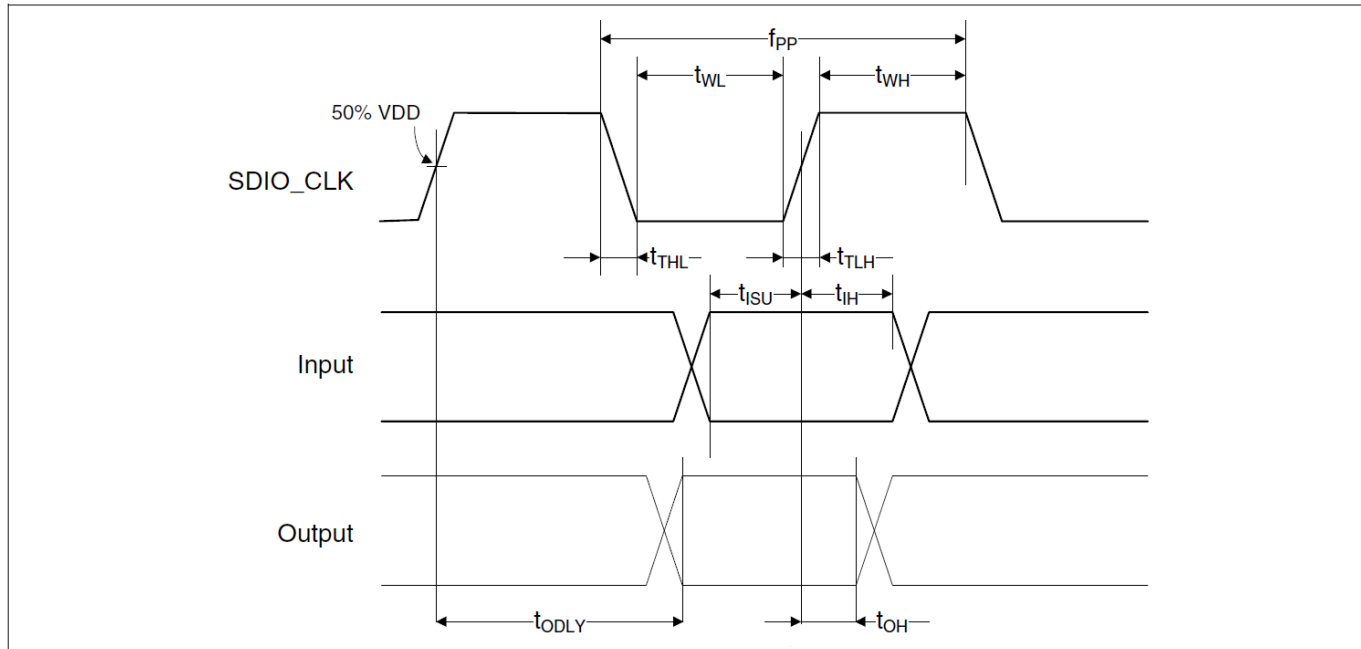 fPP
tWL
tWH
50% VDD
SDIO_CLK
tTHL
tTLH
tISU
tIH
Input
Output
tODLY
tOH